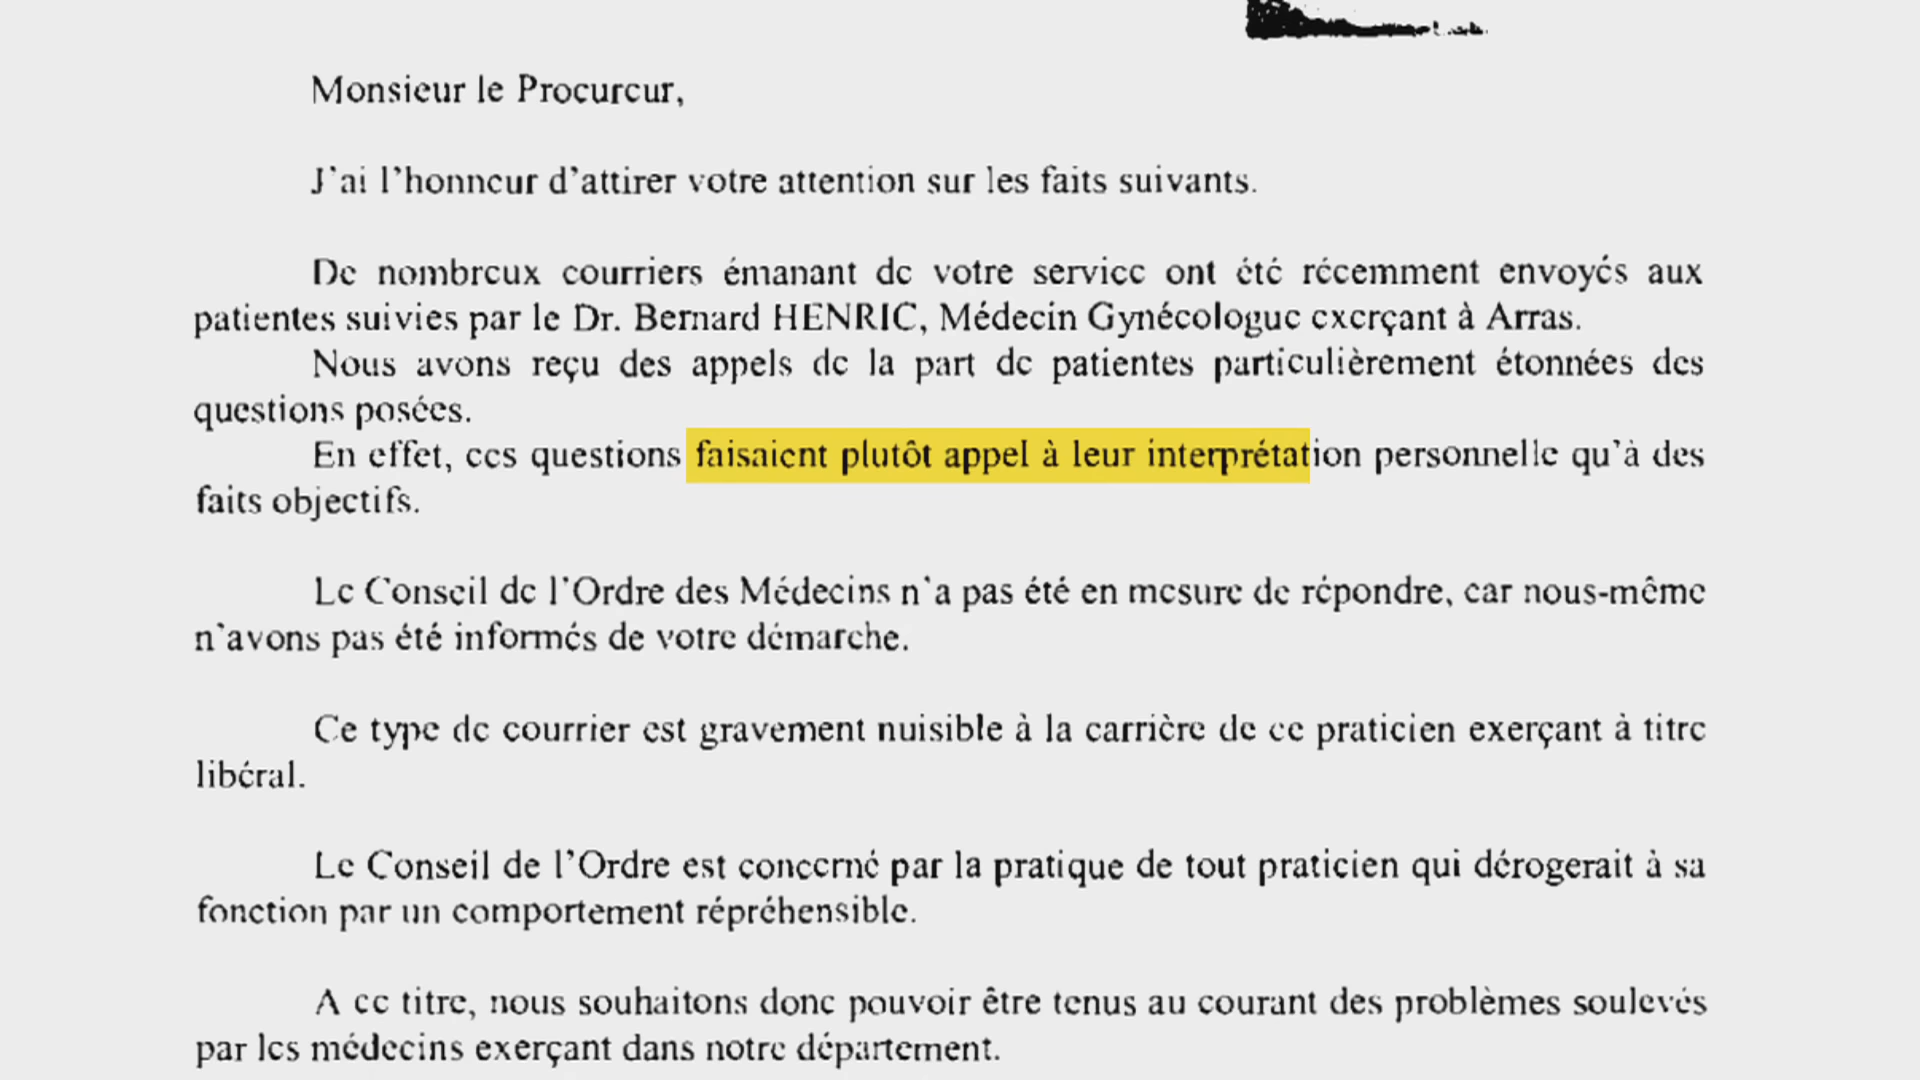 Monsieur le Procureur,
J'ai l'honneur d'attirer votre attention sur les faits suivants.
De nombreux courriers émanant de votre service ont été récemment envoyés aux
patientes suivies par le Dr. Bernard HENRIC, Médecin Gynécologue exerçant à Arras.
Nous avons reçu des appels de la part de patientes particulièrement étonnées des
questions posées.
En effet, ces questions faisaient plutôt appel à leur interprétation personnelle qu'à des
faits objectifs.
Le Conseil de l'Ordre des Médecins n'a pas été en mesure de répondre, car nous-même
n'avons pas été informés de votre démarche.
Ce type de courrier est gravement nuisible à la carrière de ce praticien exerçant à titre
libéral.
Le Conseil de l'Ordre est concerné par la pratique de tout praticien qui dérogerait à sa
fonction par un comportement répréhensible.
A ce titre, nous souhaitons donc pouvoir être tenus au courant des problèmes soulevés
par les médecins exerçant dans notre département.